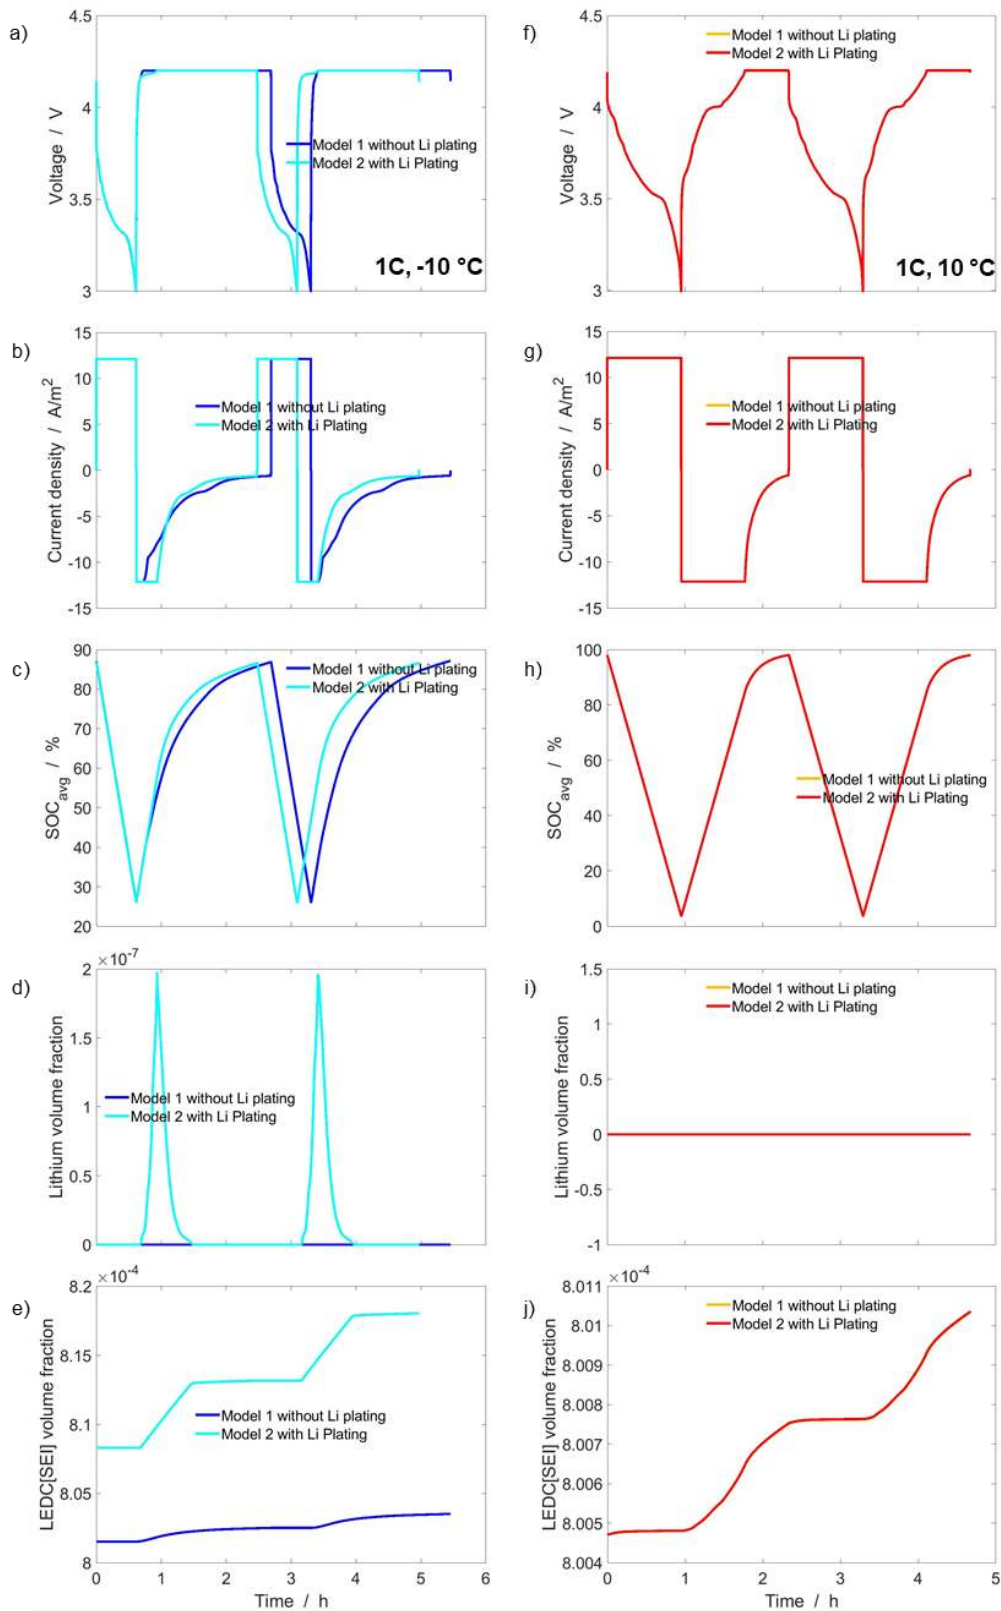 a)
4.5
4
3.5
3
Voltage / V
Model 1 without Li plating
Model 2 with Li Plating
1C, -10 °C
f)
4.5
4
3.5
3
Voltage / V
Model 1 without Li plating
Model 2 with Li Plating
1C, 10 °C
b)
15
10
5
0
-5
-10
-15
Current density / A/m²
Model 1 without Li plating
Model 2 with Li Plating
g)
15
10
5
0
-5
-10
-15
Current density / A/m²
Model 1 without Li plating
Model 2 with Li Plating
c)
90
80
70
60
50
40
30
20
SOCavg / %
Model 1 without Li plating
Model 2 with Li Plating
h)
100
80
60
40
20
0
SOCavg / %
Model 1 without Li plating
Model 2 with Li Plating
d)
×10⁻⁷
2
1.5
1
0.5
0
Lithium volume fraction
Model 1 without Li plating
Model 2 with Li Plating
i)
1.5
1
0.5
0
-0.5
-1
Lithium volume fraction
Model 1 without Li plating
Model 2 with Li Plating
e)
×10⁻⁴
8.2
8.15
8.1
8.05
8
LEDC[SEI] volume fraction
Model 1 without Li plating
Model 2 with Li Plating
0 1 2 3 4 5 6
Time / h
j)
×10⁻⁴
8.011
8.01
8.009
8.008
8.007
8.006
8.005
8.004
LEDC[SEI] volume fraction
Model 1 without Li plating
Model 2 with Li Plating
0 1 2 3 4 5
Time / h